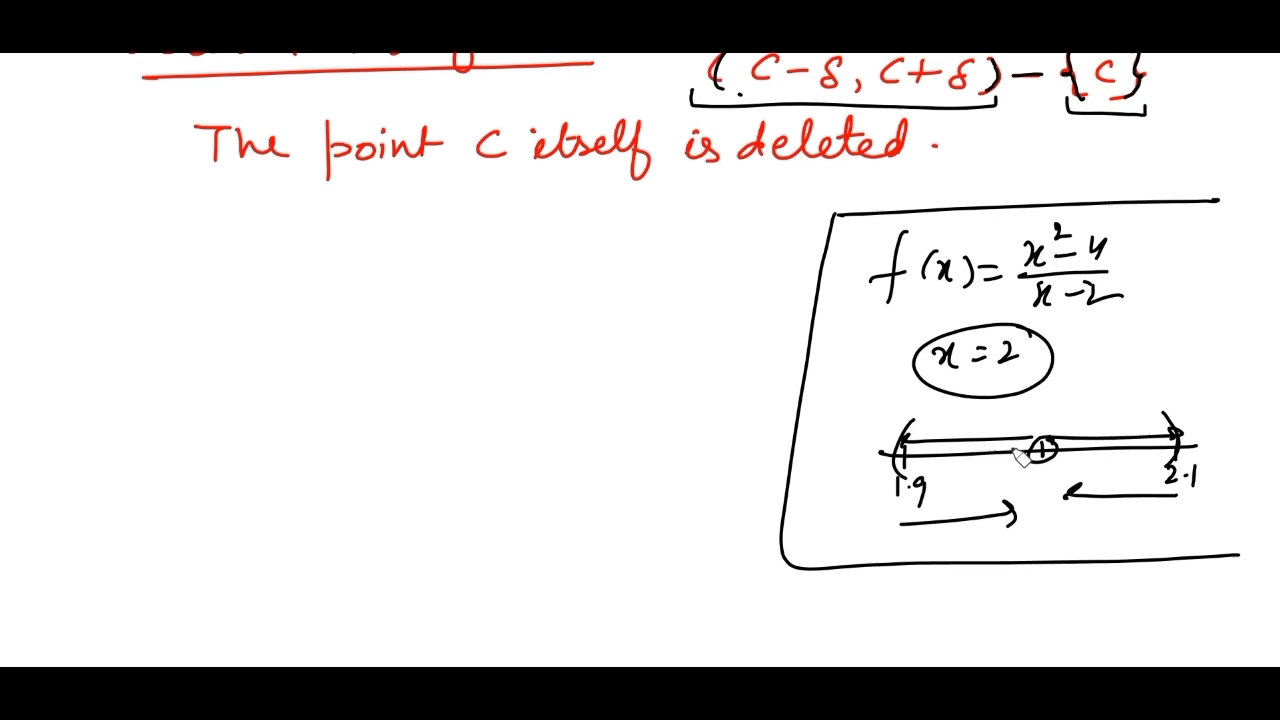 (C-δ, C+δ) - {C}
The point C itself is deleted.
f(x) = x²-4 / x-2
x = 2
1.9 2.1